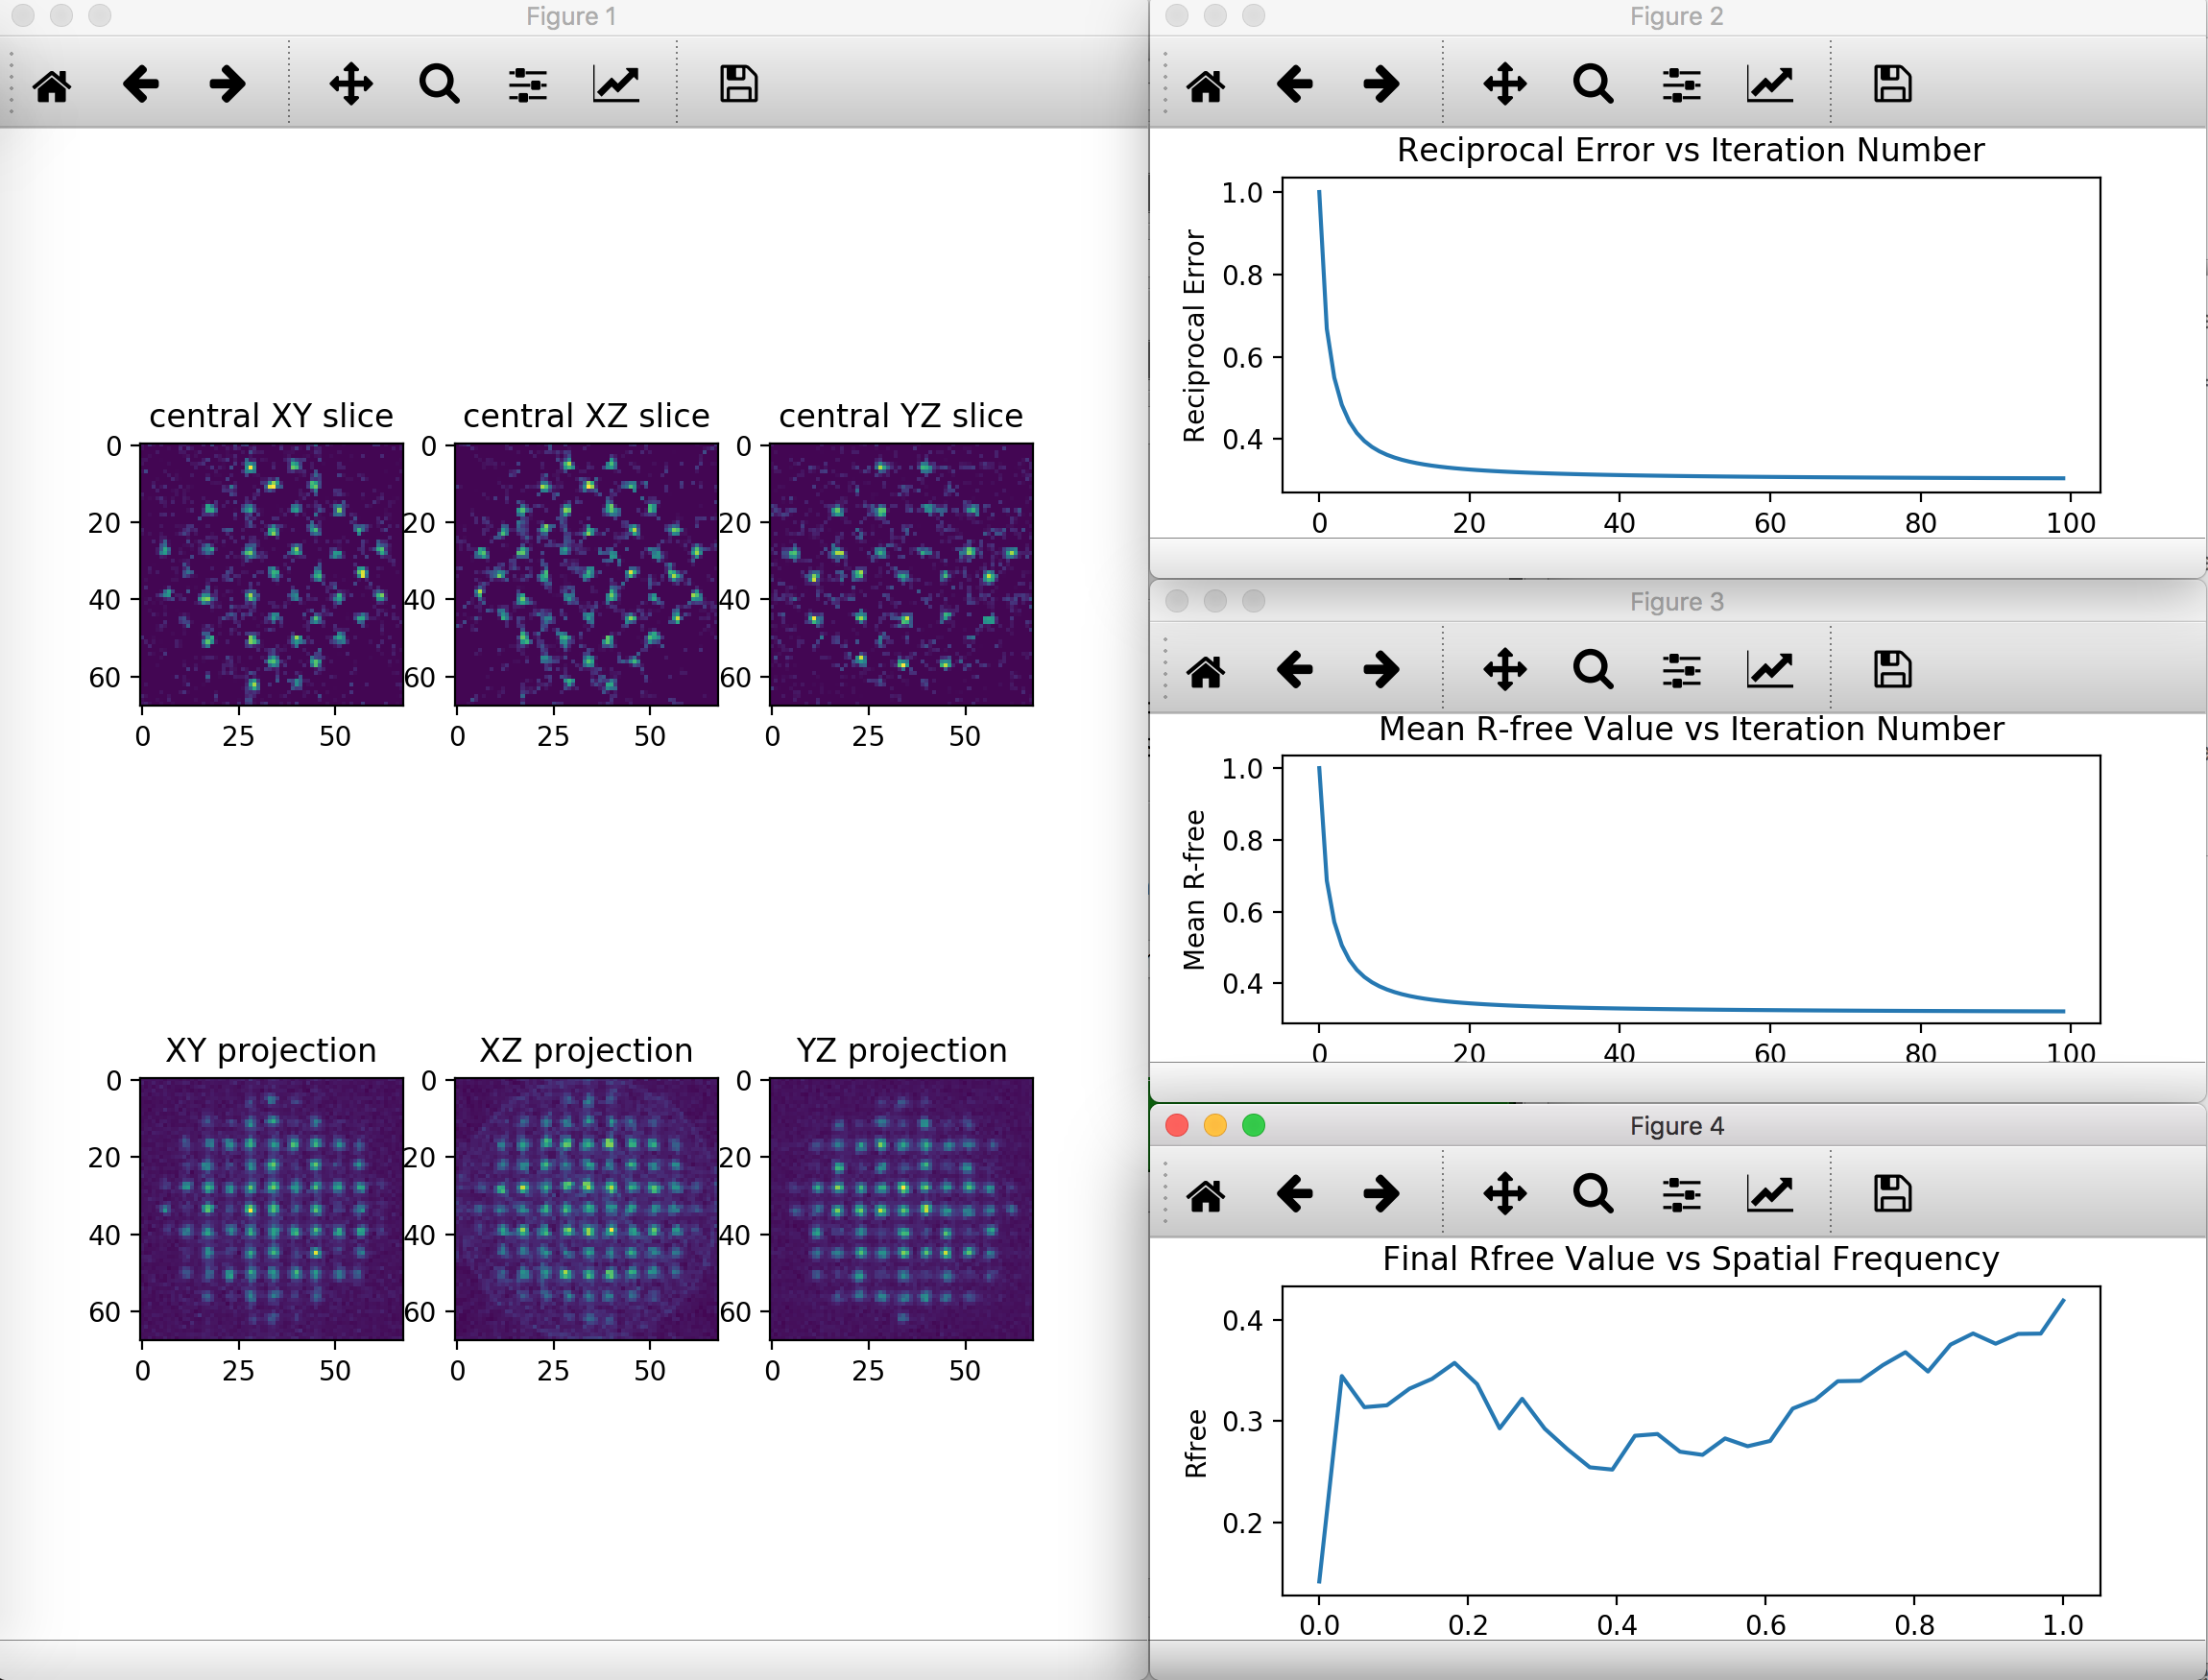 Figure 1
central XY slice central XZ slice central YZ slice
0 20 40 60
0 25 50
0 20 40 60
0 25 50
0 20 40 60
0 25 50
XY projection XZ projection YZ projection
0 20 40 60
0 25 50
0 20 40 60
0 25 50
0 20 40 60
0 25 50
Figure 2
Reciprocal Error vs Iteration Number
Reciprocal Error
1.0
0.8
0.6
0.4
0 20 40 60 80 100
Figure 3
Mean R-free Value vs Iteration Number
Mean R-free
1.0
0.8
0.6
0.4
0 20 40 60 80 100
Figure 4
Final Rfree Value vs Spatial Frequency
Rfree
0.4
0.3
0.2
0.0 0.2 0.4 0.6 0.8 1.0